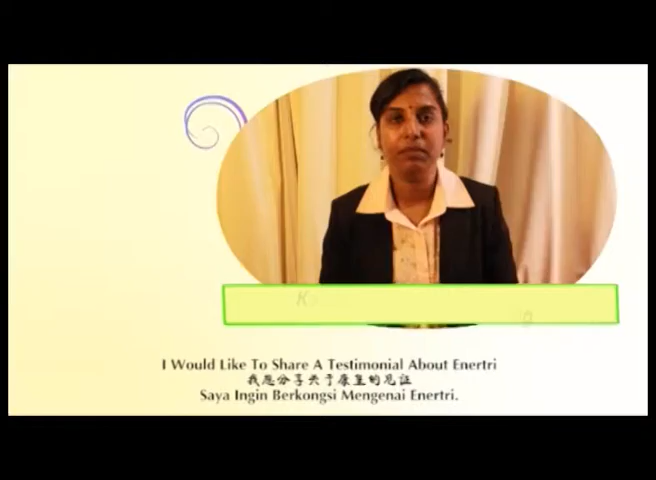 I Would Like To Share A Testimonial About Enertri
我愿分享关于康呈的见证
Saya Ingin Berkongsi Mengenai Enertri.